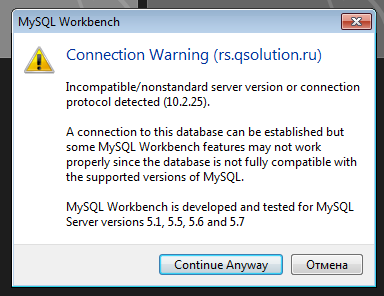 MySQL Workbench
Connection Warning (rs.qsolution.ru)
Incompatible/nonstandard server version or connection
protocol detected (10.2.25).
A connection to this database can be established but
some MySQL Workbench features may not work
properly since the database is not fully compatible with
the supported versions of MySQL.
MySQL Workbench is developed and tested for MySQL
Server versions 5.1, 5.5, 5.6 and 5.7
Continue Anyway
Отмена